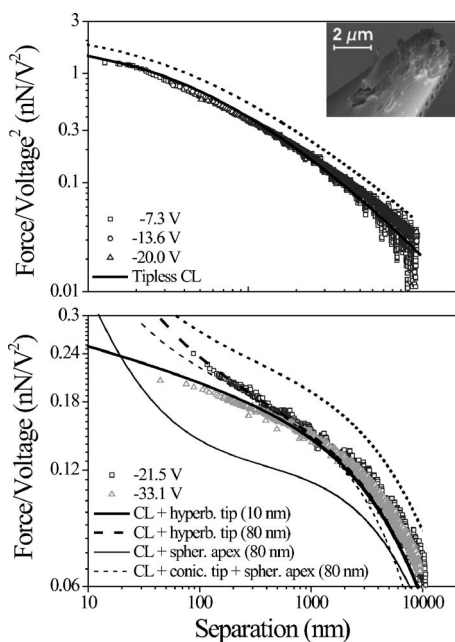 2 μm
Force/Voltage² (nN/V²)
3
1
0.3
0.1
0.01
-7.3 V
-13.6 V
-20.0 V
Tipless CL
Force/Voltage (nN/V²)
0.3
0.24
0.18
0.12
0.06
-21.5 V
-33.1 V
CL + hyperb. tip (10 nm)
CL + hyperb. tip (80 nm)
CL + spher. apex (80 nm)
CL + conic. tip + spher. apex (80 nm)
10
100
1000
10000
Separation (nm)